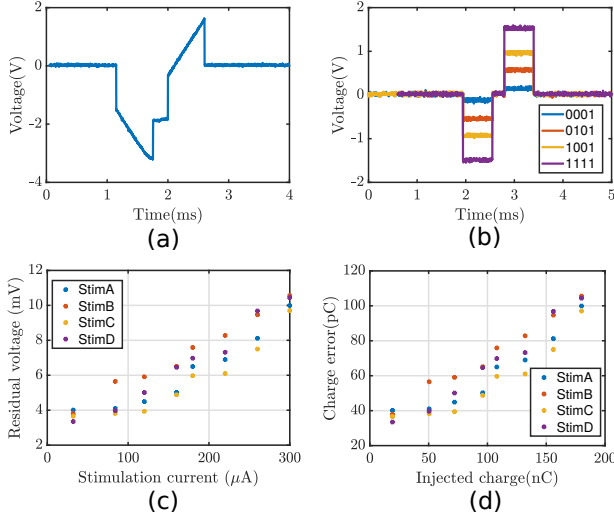 2
0
-2
-4
Voltage(V)
0
1
2
3
4
Time(ms)
(a)
2
1
0
-1
-2
Voltage(V)
0
1
2
3
4
5
Time(ms)
0001
0101
1001
1111
(b)
12
10
8
6
4
2
Residual voltage (mV)
StimA
StimB
StimC
StimD
0
100
200
300
Stimulation current (μA)
(c)
120
100
80
60
40
20
Charge error(pC)
StimA
StimB
StimC
StimD
0
50
100
150
200
Injected charge(nC)
(d)